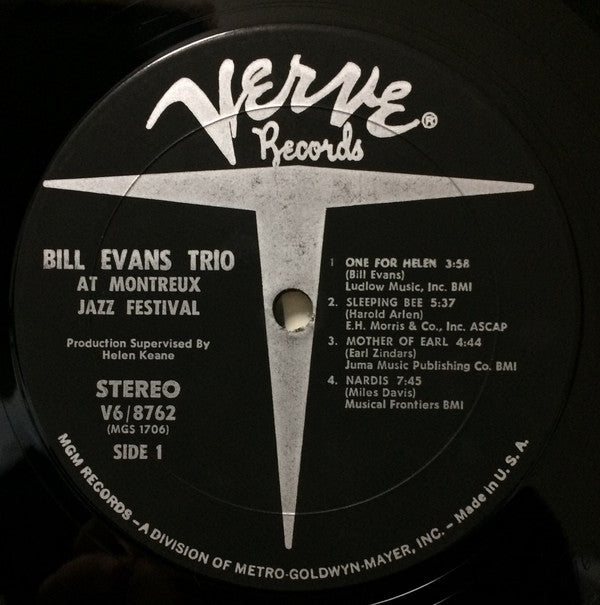 VERVE®
Records
BILL EVANS TRIO
AT MONTREUX
JAZZ FESTIVAL
Production Supervised By
Helen Keane
STEREO
V6/8762
(MGS 1706)
SIDE 1
1 ONE FOR HELEN 3:58
(Bill Evans)
Ludlow Music, Inc. BMI
2. SLEEPING BEE 5:37
(Harold Arlen)
E.H. Morris & Co., Inc. ASCAP
3. MOTHER OF EARL 4:44
(Earl Zindars)
Juma Music Publishing Co. BMI
4. NARDIS 7:45
(Miles Davis)
Musical Frontiers BMI
MGM RECORDS – A DIVISION OF METRO-GOLDWYN-MAYER, INC. – Made in U. S. A.